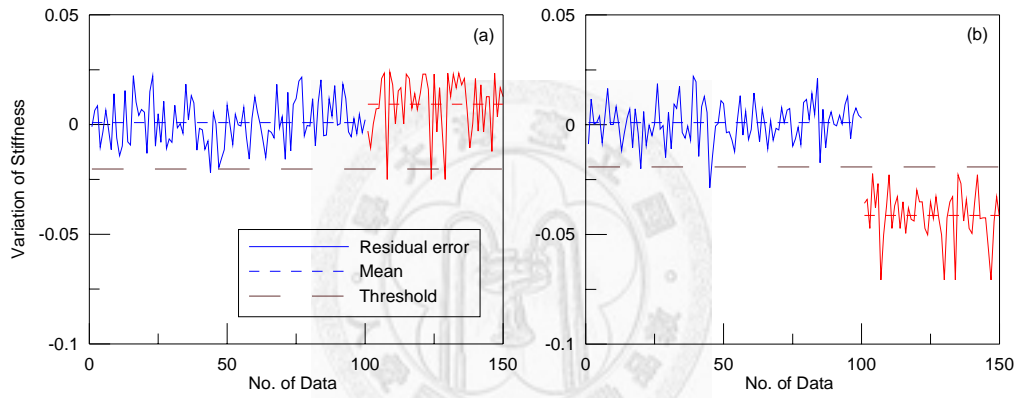 0.05
(a)
(b)
0
-0.05
-0.1
Variation of Stiffness
Residual error
Mean
Threshold
0
50
100
150
0
50
100
150
No. of Data
No. of Data
0.05
0
-0.05
-0.1